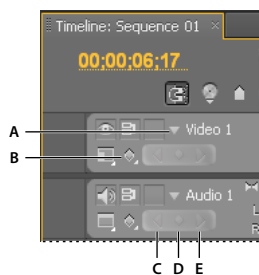 Timeline: Sequence 01 ×
00;00;06;17
A Video 1
B
Audio 1
L
R
C D E